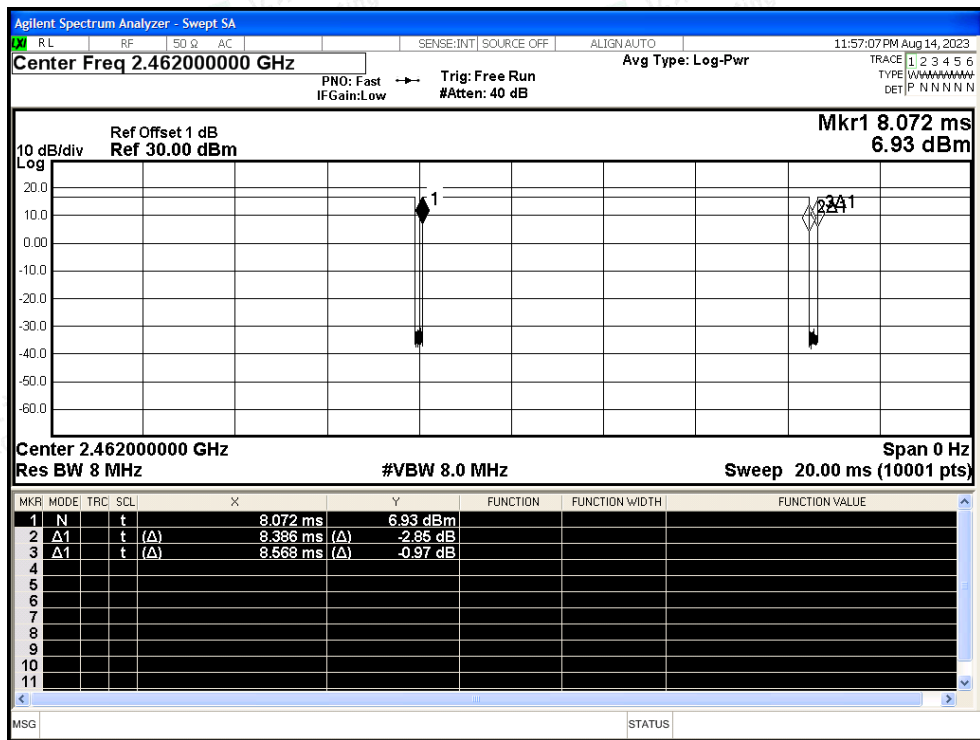 Agilent Spectrum Analyzer - Swept SA
LXI RL RF 50 Ω AC SENSE:INT SOURCE OFF ALIGNAUTO 11:57:07 PM Aug 14, 2023
Center Freq 2.462000000 GHz Avg Type: Log-Pwr TRACE 1 2 3 4 5 6
PNO: Fast Trig: Free Run TYPE WWWWWW
IFGain:Low #Atten: 40 dB DET P N N N N N
Mkr1 8.072 ms
6.93 dBm
Ref Offset 1 dB
10 dB/div Ref 30.00 dBm
Log
20.0
10.0
0.00
-10.0
-20.0
-30.0
-40.0
-50.0
-60.0
1
2Δ1
3Δ1
Center 2.462000000 GHz Span 0 Hz
Res BW 8 MHz #VBW 8.0 MHz Sweep 20.00 ms (10001 pts)
MKR MODE TRC SCL X Y FUNCTION FUNCTION WIDTH FUNCTION VALUE
1 N t 8.072 ms 6.93 dBm
2 Δ1 t (Δ) 8.386 ms (Δ) -2.85 dB
3 Δ1 t (Δ) 8.568 ms (Δ) -0.97 dB
4
5
6
7
8
9
10
11
MSG STATUS